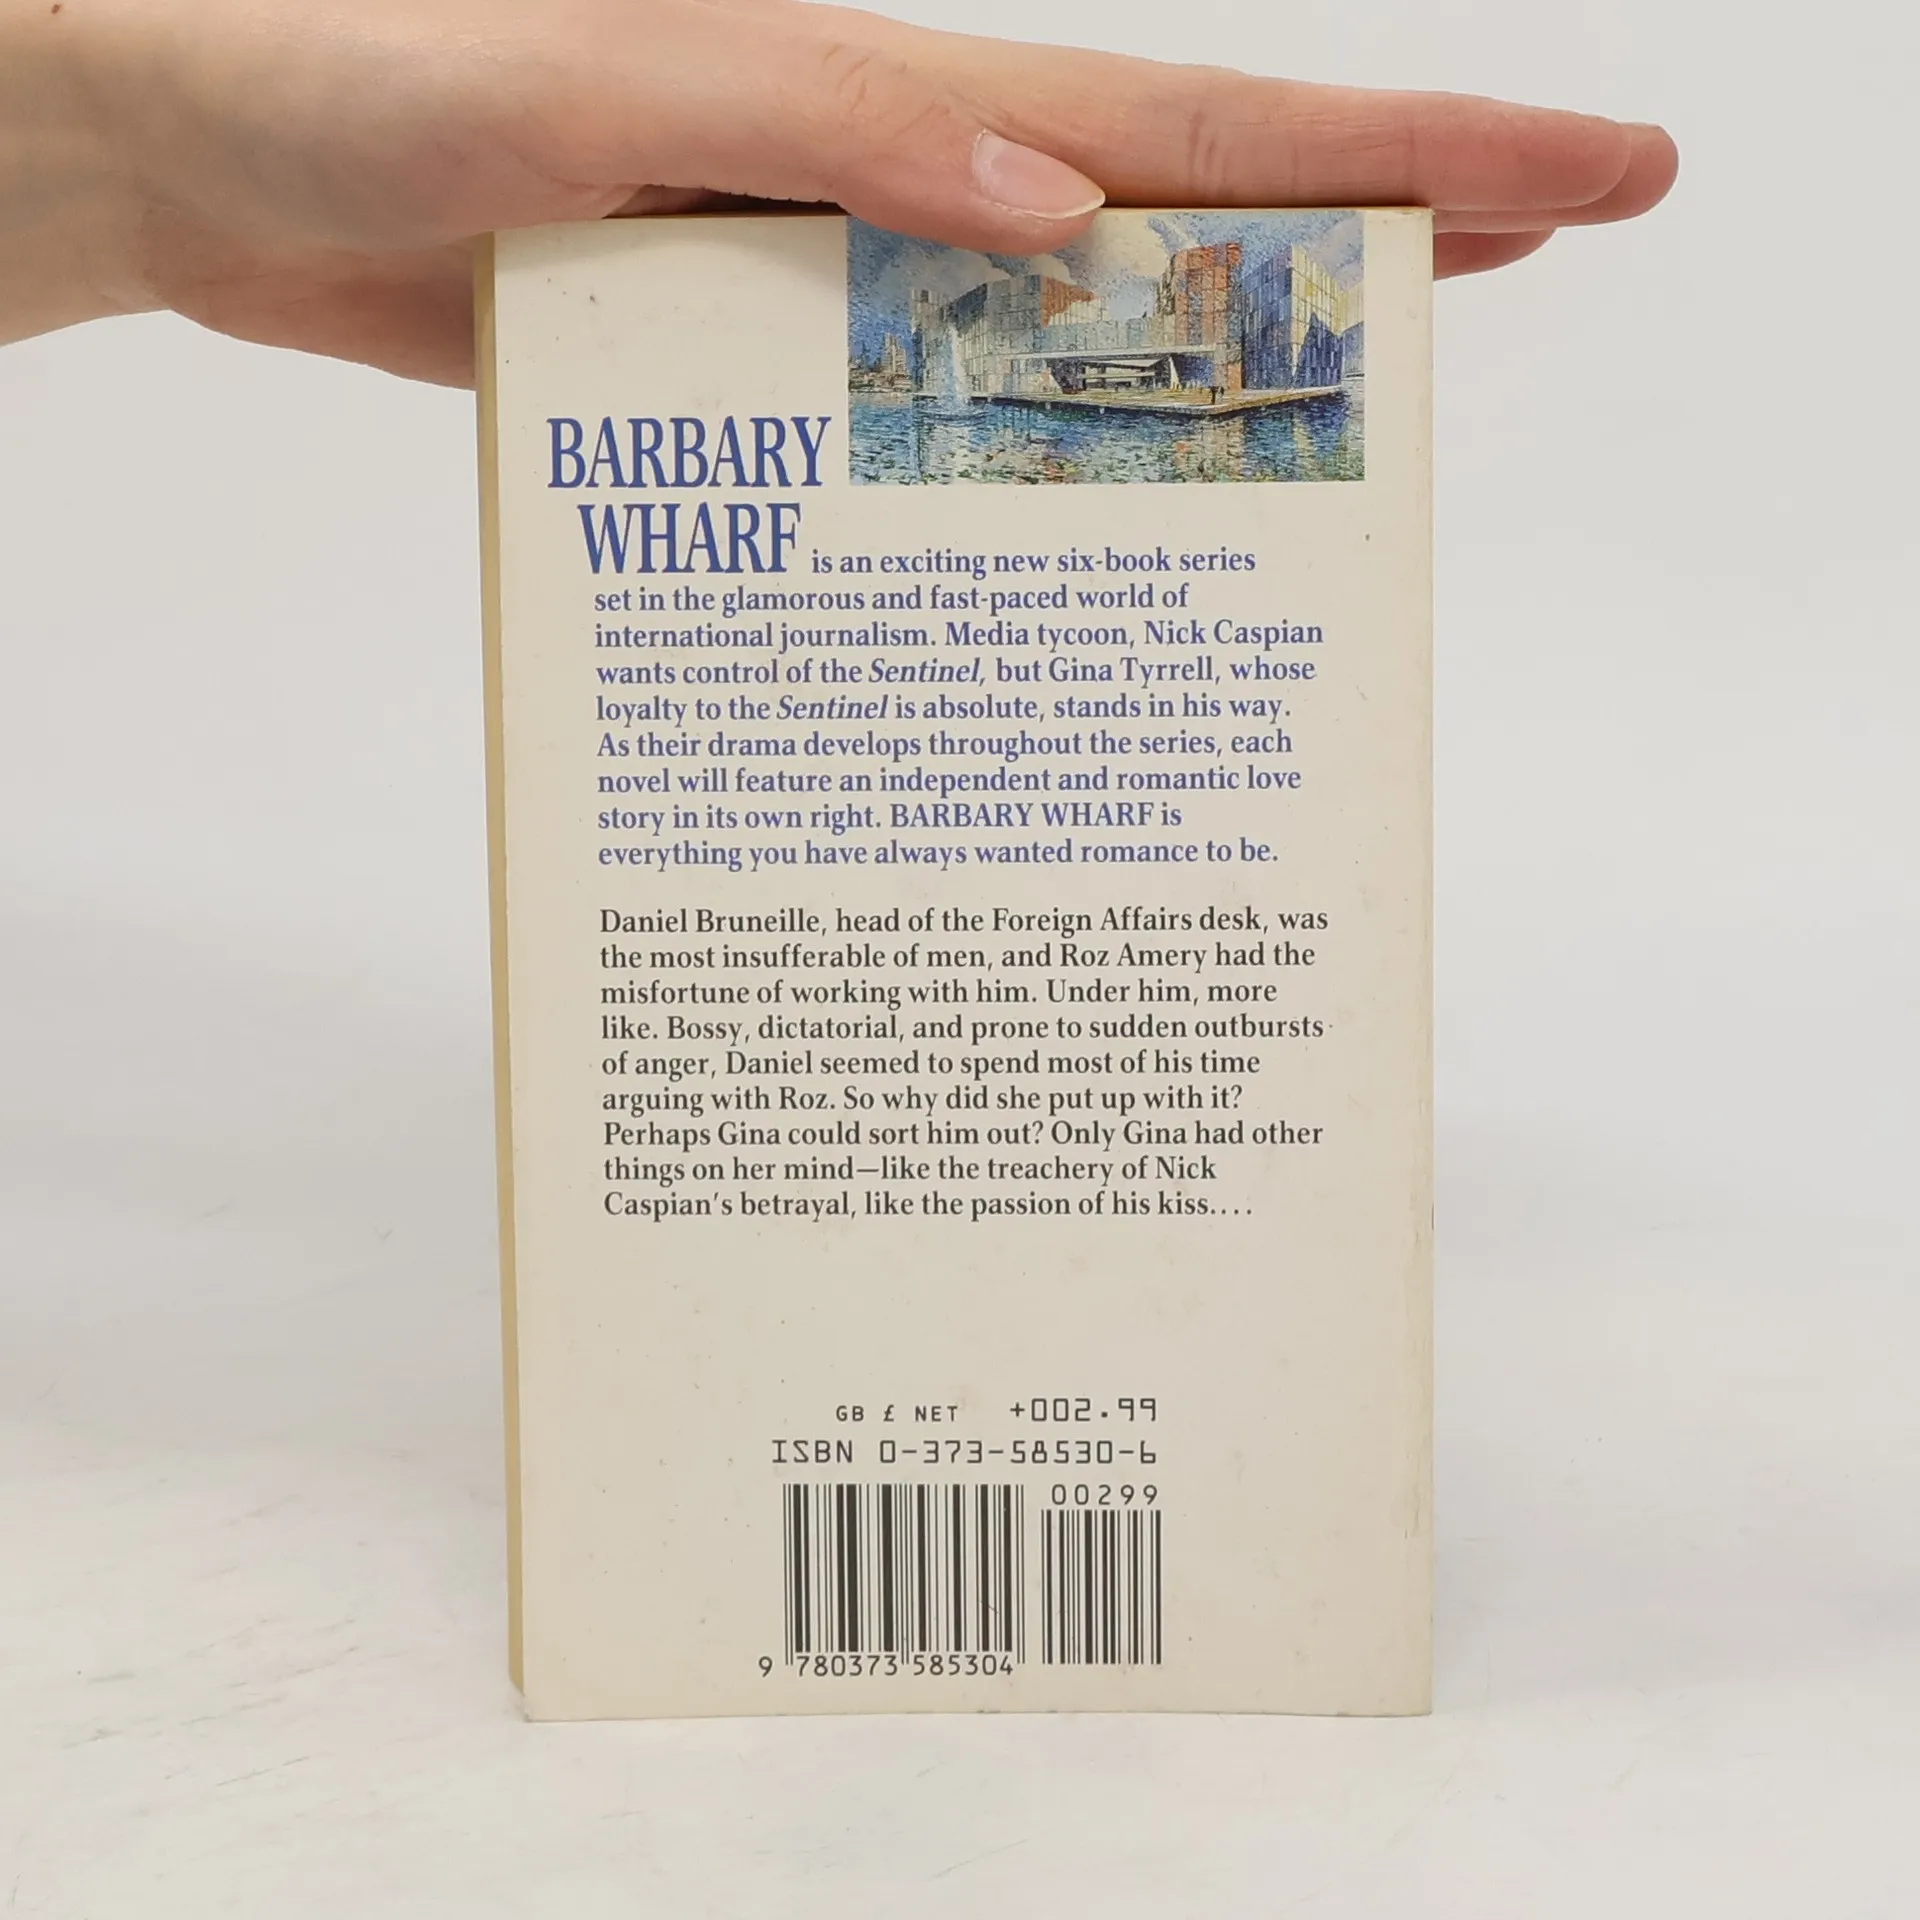 BARBARY
WHARF is an exciting new six-book series
set in the glamorous and fast-paced world of
international journalism. Media tycoon, Nick Caspian
wants control of the Sentinel, but Gina Tyrrell, whose
loyalty to the Sentinel is absolute, stands in his way.
As their drama develops throughout the series, each
novel will feature an independent and romantic love
story in its own right. BARBARY WHARF is
everything you have always wanted romance to be.
Daniel Bruneille, head of the Foreign Affairs desk, was
the most insufferable of men, and Roz Amery had the
misfortune of working with him. Under him, more
like. Bossy, dictatorial, and prone to sudden outbursts
of anger, Daniel seemed to spend most of his time
arguing with Roz. So why did she put up with it?
Perhaps Gina could sort him out? Only Gina had other
things on her mind—like the treachery of Nick
Caspian's betrayal, like the passion of his kiss....
GB £ NET +002.99
ISBN 0-373-58530-6
00299
9 780373 585304